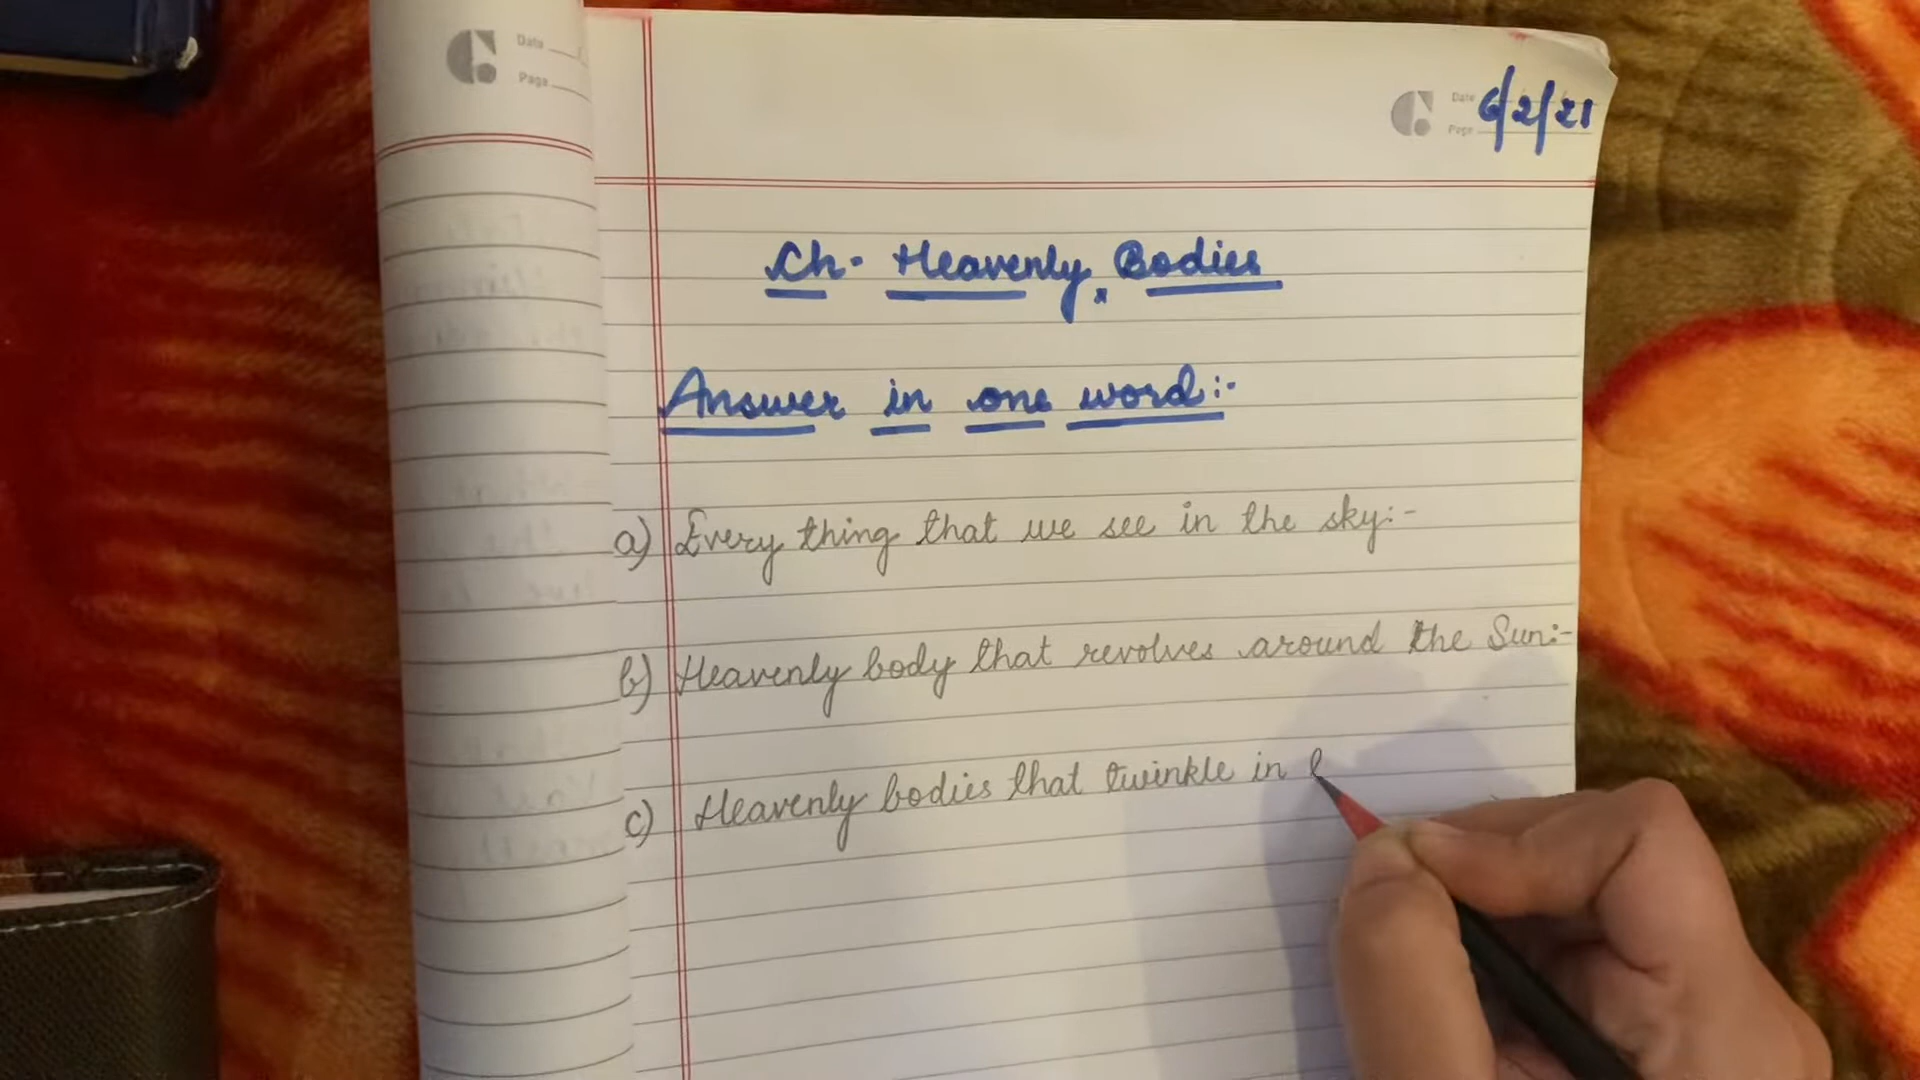 Date
Page
Date 6/2/21
Page
Ch- Heavenly Bodies
Answer in one word:-
a) Every thing that we see in the sky:-
b) Heavenly body that revolves around the Sun:-
c) Heavenly bodies that twinkle in